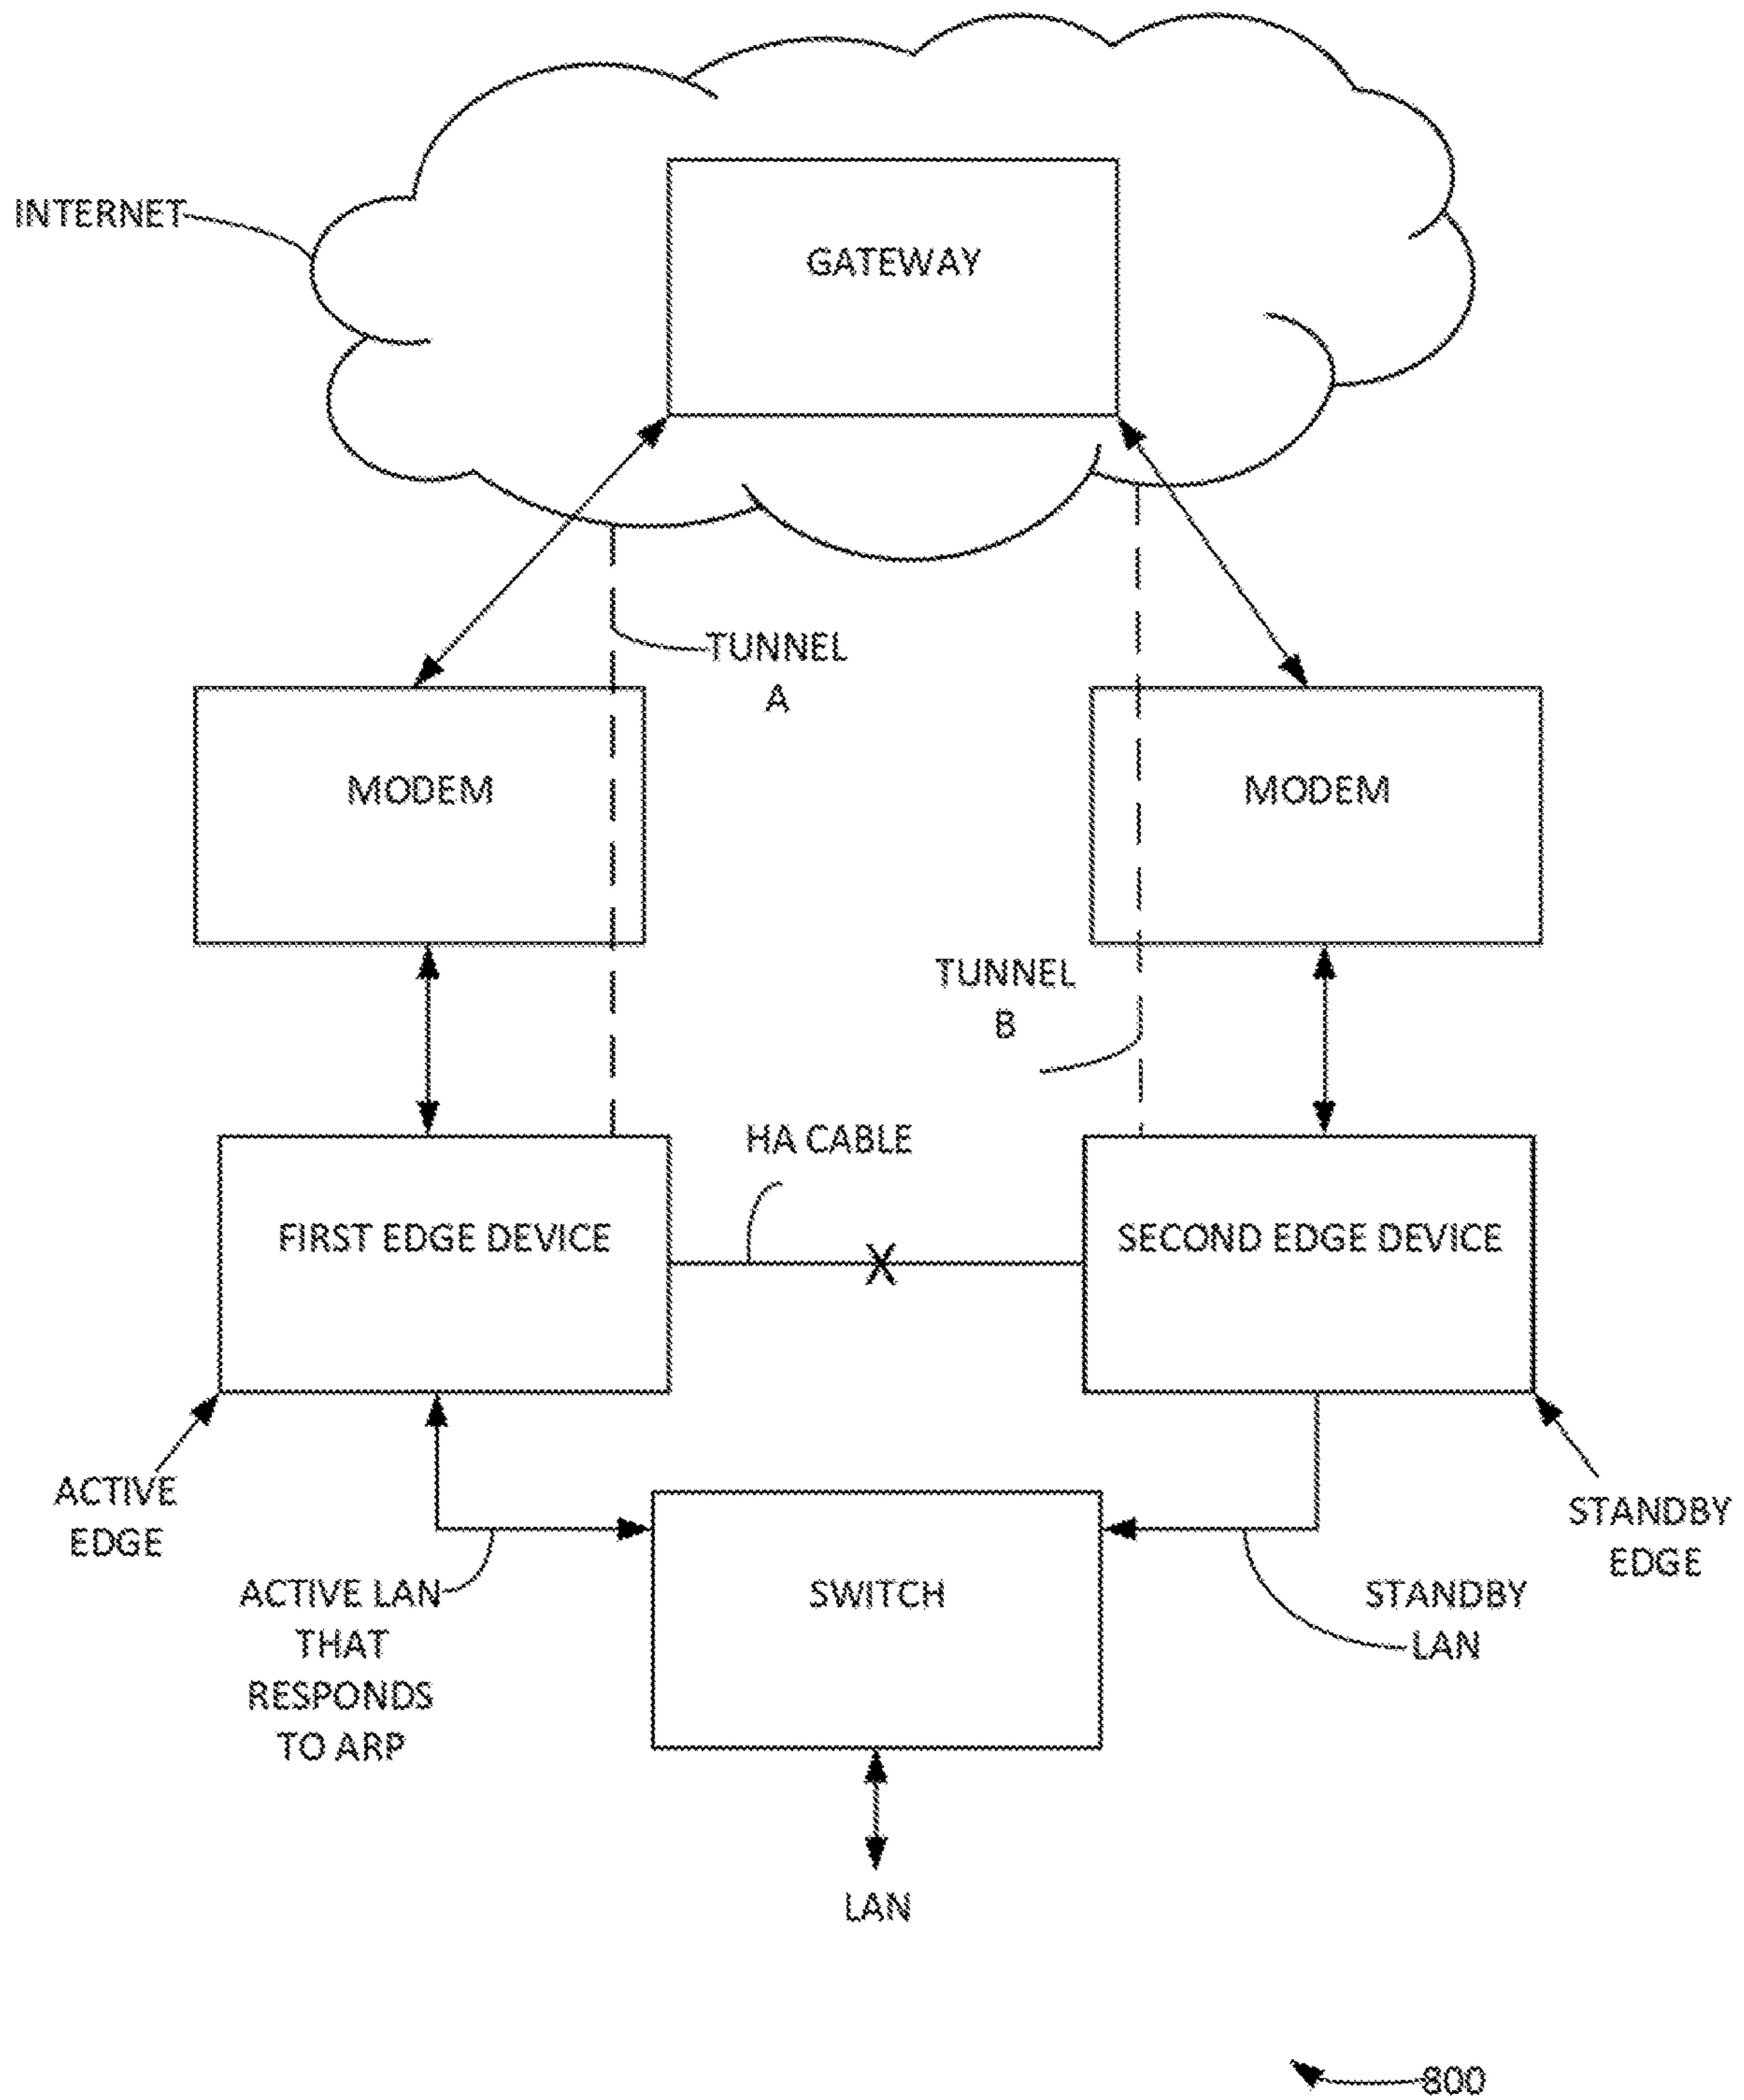 INTERNET
GATEWAY
TUNNEL
A
MODEM
MODEM
TUNNEL
B
HA CABLE
FIRST EDGE DEVICE
X
SECOND EDGE DEVICE
ACTIVE
EDGE
STANDBY
EDGE
ACTIVE LAN
THAT
RESPONDS
TO ARP
SWITCH
STANDBY
LAN
LAN
800